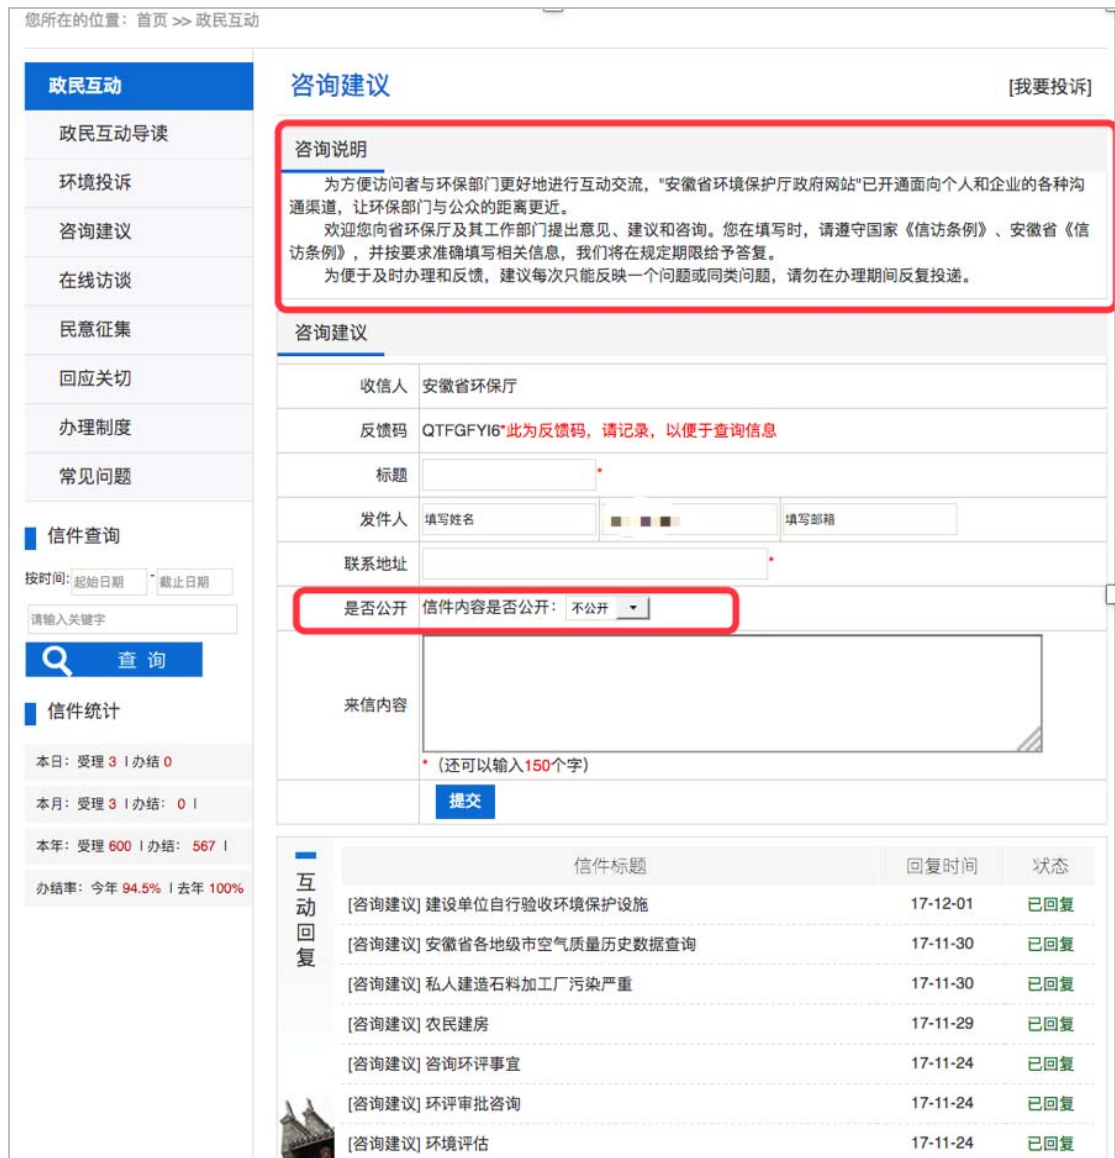 您所在的位置：首页 >> 政民互动
政民互动
政民互动导读
环境投诉
咨询建议
在线访谈
民意征集
回应关切
办理制度
常见问题
信件查询
按时间: 起始日期 - 截止日期
请输入关键字
查 询
信件统计
本日：受理 3 | 办结 0
本月：受理 3 | 办结： 0 |
本年：受理 600 | 办结： 567 |
办结率：今年 94.5% | 去年 100%
咨询建议 [我要投诉]
咨询说明
为方便访问者与环保部门更好地进行互动交流，"安徽省环境保护厅政府网站"已开通面向个人和企业的各种沟
通渠道，让环保部门与公众的距离更近。
欢迎您向省环保厅及其工作部门提出意见、建议和咨询。您在填写时，请遵守国家《信访条例》、安徽省《信
访条例》，并按要求准确填写相关信息，我们将在规定期限给予答复。
为便于及时办理和反馈，建议每次只能反映一个问题或同类问题，请勿在办理期间反复投递。
咨询建议
收信人 安徽省环保厅
反馈码 QTFGFYI6*此为反馈码，请记录，以便于查询信息
标题 *
发件人 填写姓名 填写邮箱
联系地址 *
是否公开 信件内容是否公开： 不公开
来信内容
*（还可以输入150个字）
提交
互动回复
信件标题 回复时间 状态
[咨询建议] 建设单位自行验收环境保护设施 17-12-01 已回复
[咨询建议] 安徽省各地级市空气质量历史数据查询 17-11-30 已回复
[咨询建议] 私人建造石料加工厂污染严重 17-11-30 已回复
[咨询建议] 农民建房 17-11-29 已回复
[咨询建议] 咨询环评事宜 17-11-24 已回复
[咨询建议] 环评审批咨询 17-11-24 已回复
[咨询建议] 环境评估 17-11-24 已回复